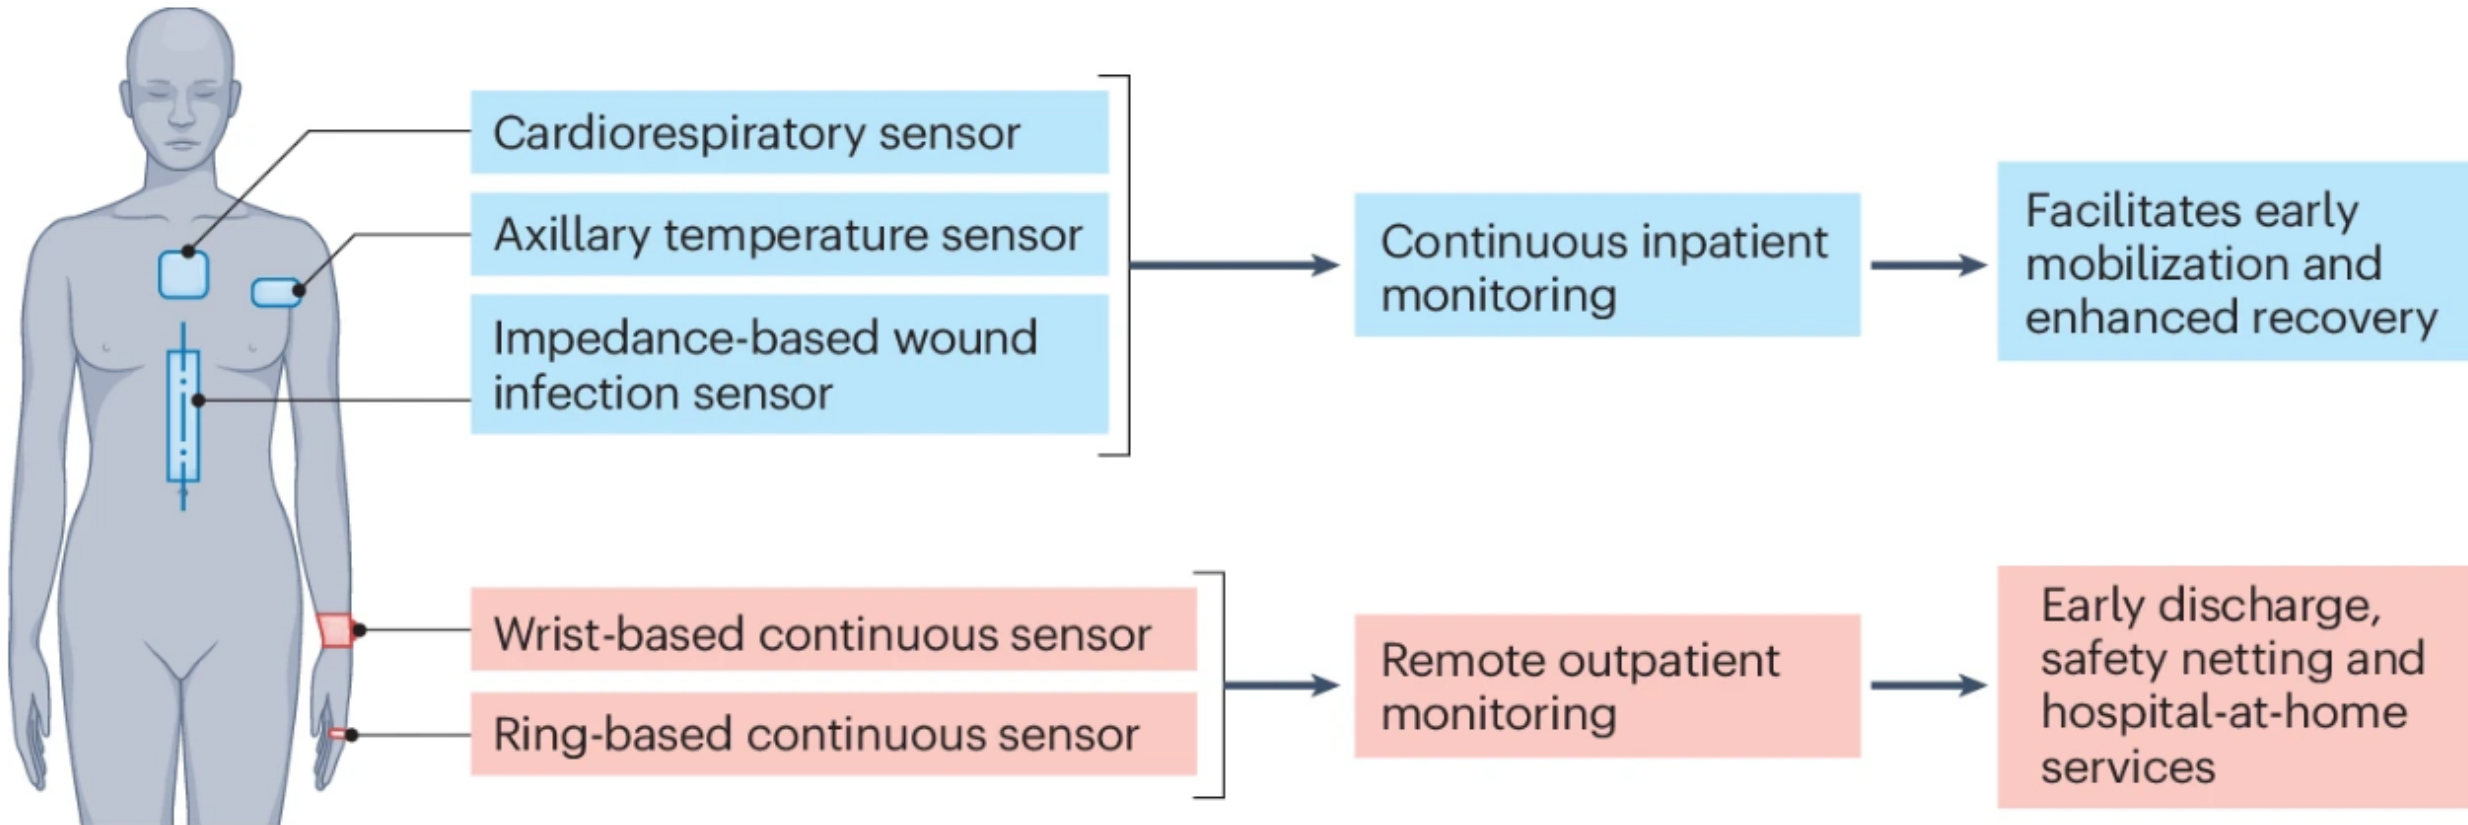 Cardiorespiratory sensor
Axillary temperature sensor
Impedance-based wound
infection sensor
Continuous inpatient
monitoring
Facilitates early
mobilization and
enhanced recovery
Wrist-based continuous sensor
Ring-based continuous sensor
Remote outpatient
monitoring
Early discharge,
safety netting and
hospital-at-home
services